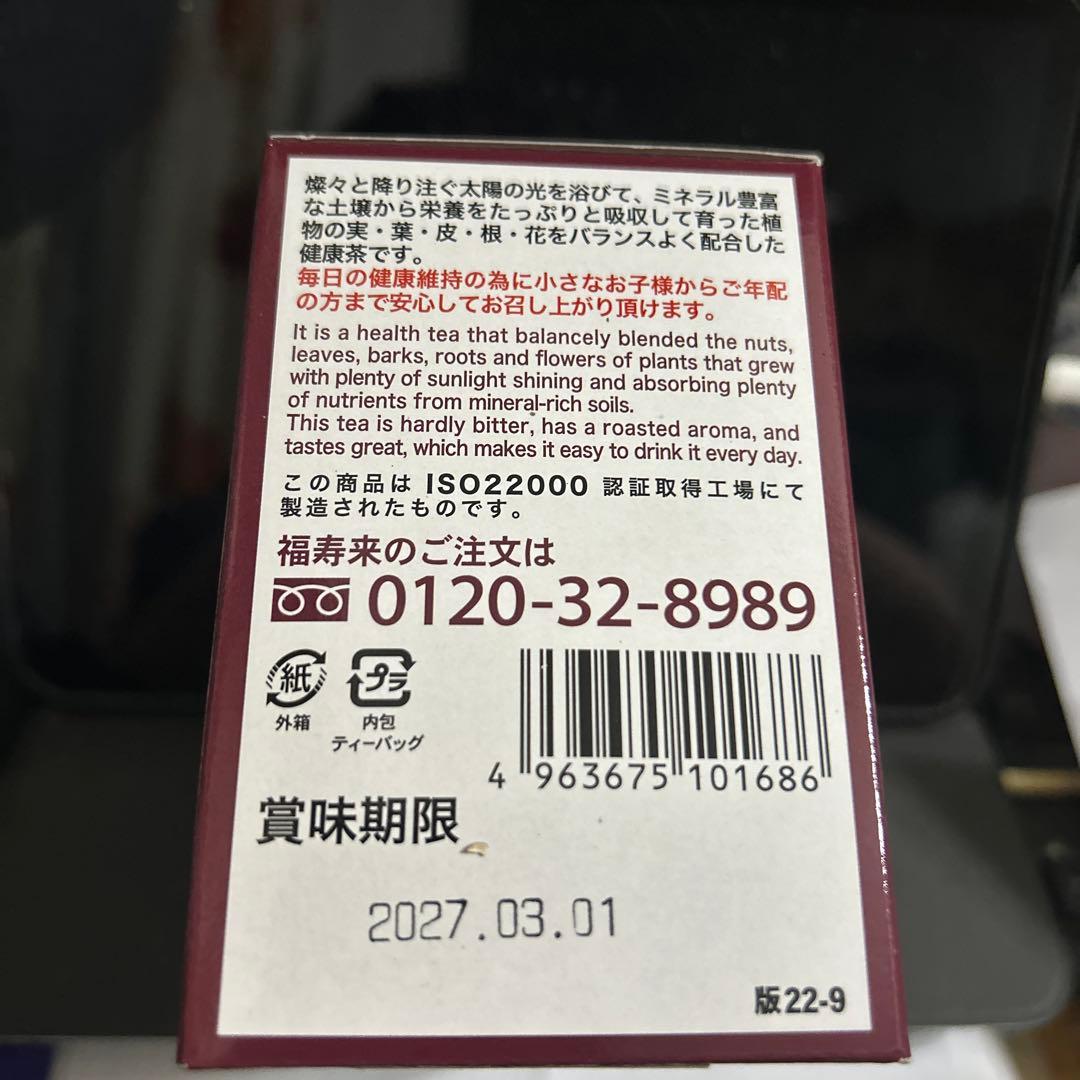 燦々と降り注ぐ太陽の光を浴びて、ミネラル豊富
な土壌から栄養をたっぷりと吸収して育った植
物の実・葉・皮・根・花をバランスよく配合した
健康茶です。
毎日の健康維持の為に小さなお子様からご年配
の方まで安心してお召し上がり頂けます。
It is a health tea that balancely blended the nuts,
leaves, barks, roots and flowers of plants that grew
with plenty of sunlight shining and absorbing plenty
of nutrients from mineral-rich soils.
This tea is hardly bitter, has a roasted aroma, and
tastes great, which makes it easy to drink it every day.
この商品は ISO22000 認証取得工場にて
製造されたものです。
福寿来のご注文は
0120-32-8989
紙 プラ
外箱 内包
ティーバッグ
4 963675 101686
賞味期限
2027.03.01
版22-9